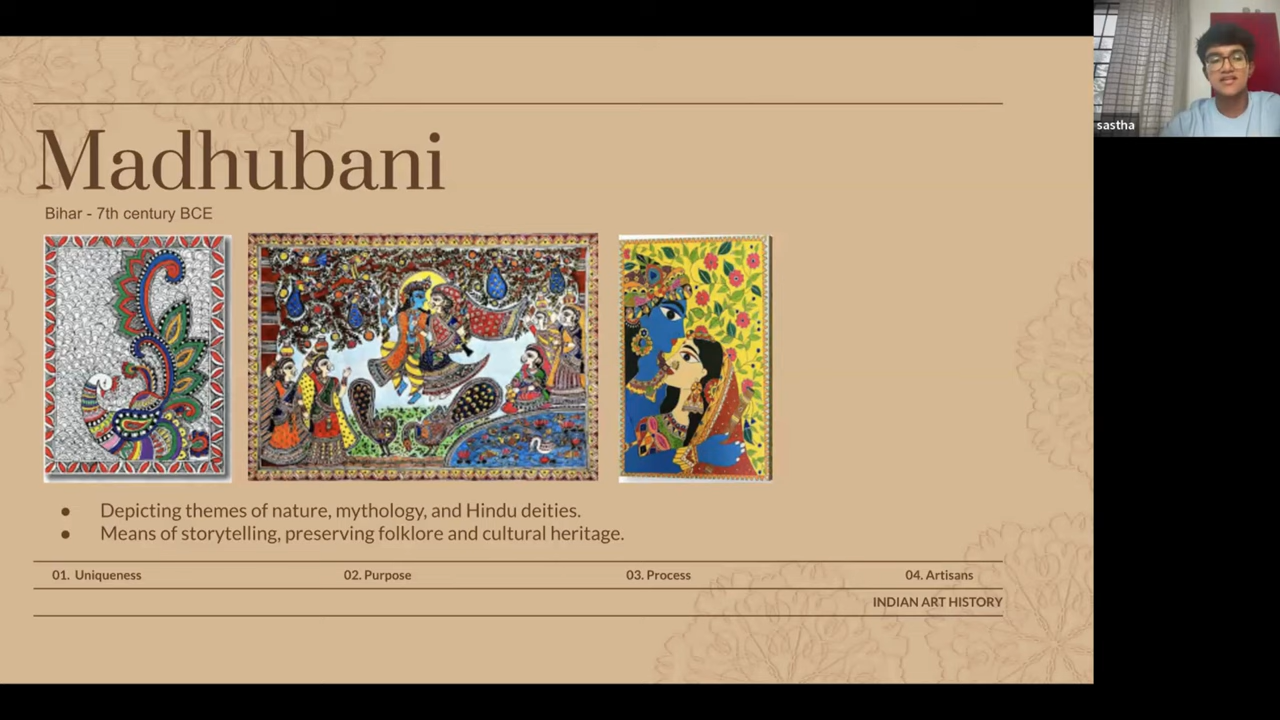 sastha
Madhubani
Bihar - 7th century BCE
● Depicting themes of nature, mythology, and Hindu deities.
● Means of storytelling, preserving folklore and cultural heritage.
01. Uniqueness 02. Purpose 03. Process 04. Artisans
INDIAN ART HISTORY